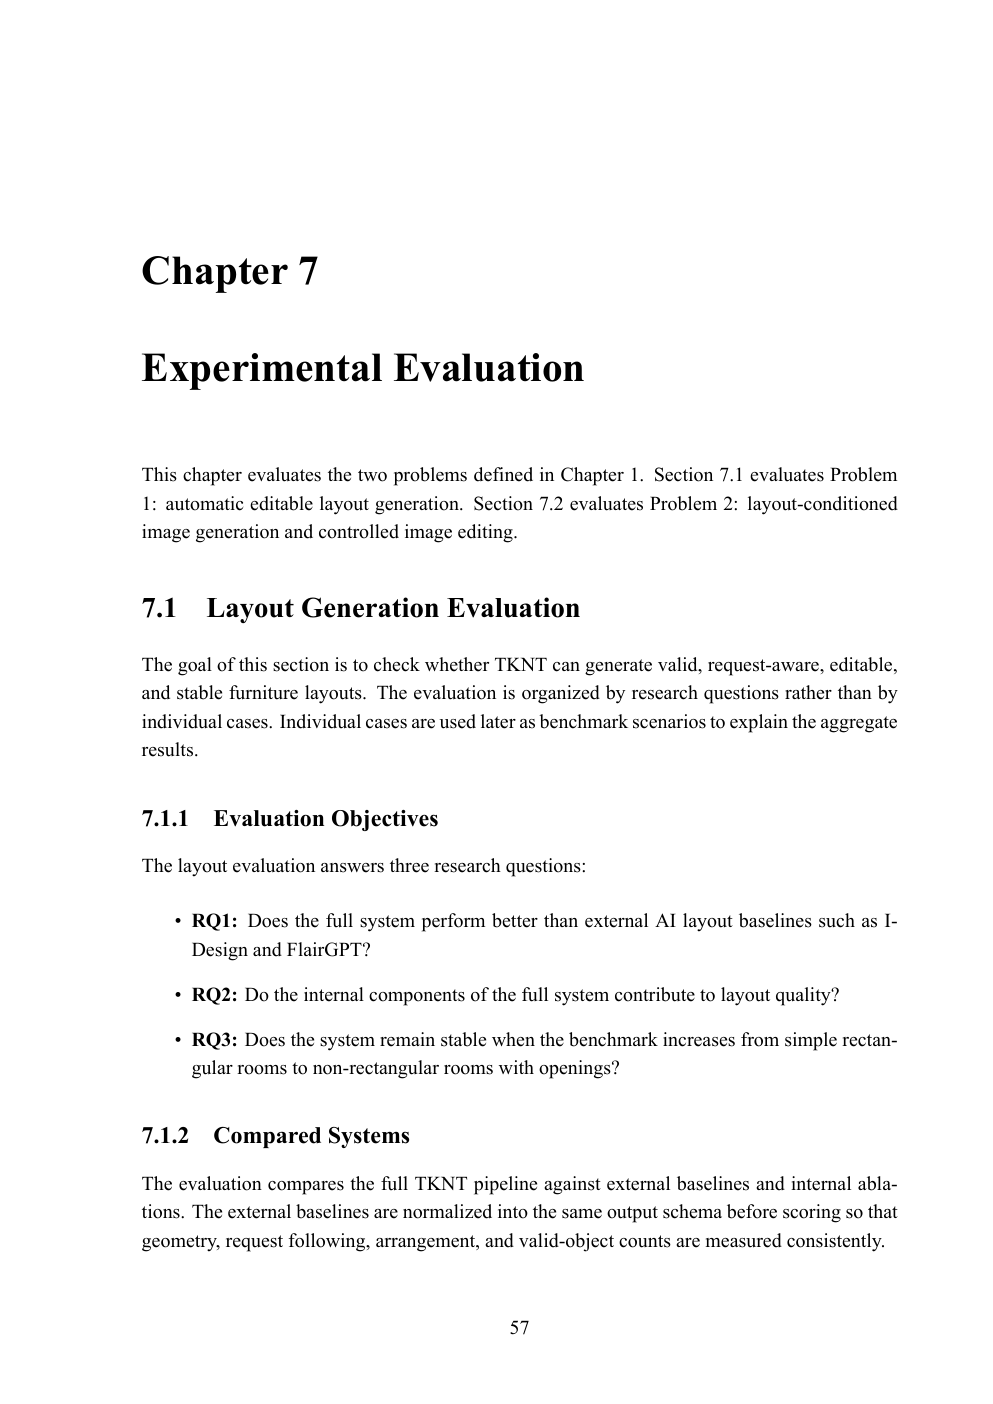 Chapter 7
Experimental Evaluation
This chapter evaluates the two problems defined in Chapter 1. Section 7.1 evaluates Problem
1: automatic editable layout generation. Section 7.2 evaluates Problem 2: layout-conditioned
image generation and controlled image editing.
7.1 Layout Generation Evaluation
The goal of this section is to check whether TKNT can generate valid, request-aware, editable,
and stable furniture layouts. The evaluation is organized by research questions rather than by
individual cases. Individual cases are used later as benchmark scenarios to explain the aggregate
results.
7.1.1 Evaluation Objectives
The layout evaluation answers three research questions:
• RQ1: Does the full system perform better than external AI layout baselines such as I-
Design and FlairGPT?
• RQ2: Do the internal components of the full system contribute to layout quality?
• RQ3: Does the system remain stable when the benchmark increases from simple rectan-
gular rooms to non-rectangular rooms with openings?
7.1.2 Compared Systems
The evaluation compares the full TKNT pipeline against external baselines and internal abla-
tions. The external baselines are normalized into the same output schema before scoring so that
geometry, request following, arrangement, and valid-object counts are measured consistently.
57